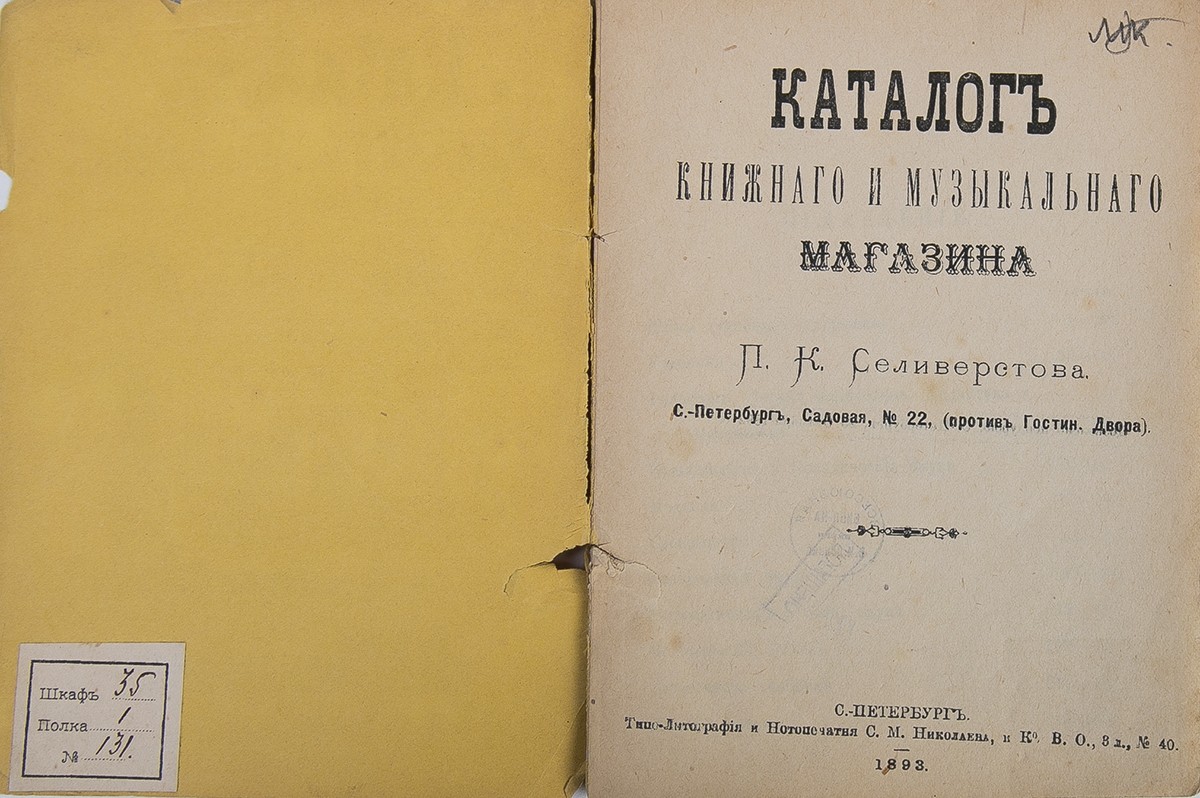 Шкафъ 35
Полка 1
№ 131.
КАТАЛОГЪ
КНИЖНАГО И МУЗЫКАЛЬНАГО
МАГАЗИНА
П. К. Селиверстова.
С.-Петербургъ, Садовая, № 22, (противъ Гостин. Двора).
С.-ПЕТЕРБУРГЪ.
Типо-Литографія и Нотопечатня С. М. Николаева, и Ко. В. О., 3 л., № 40.
1893.